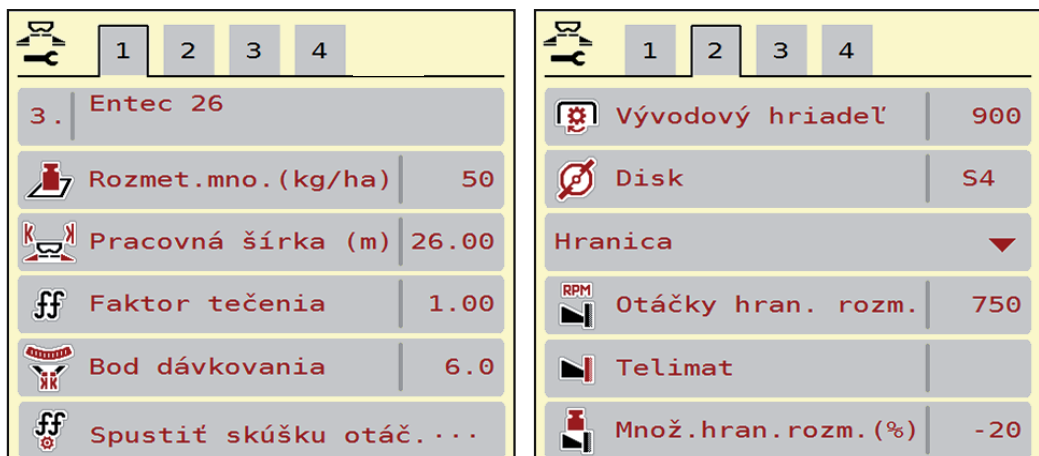 1 2 3 4
3. Entec 26
Rozmet.mno.(kg/ha) 50
Pracovná šírka (m) 26.00
ff Faktor tečenia 1.00
Bod dávkovania 6.0
ff Spustiť skúšku otáč....
1 2 3 4
Vývodový hriadeľ 900
Disk S4
Hranica
RPM
Otáčky hran. rozm. 750
Telimat
Množ.hran.rozm.(%) -20